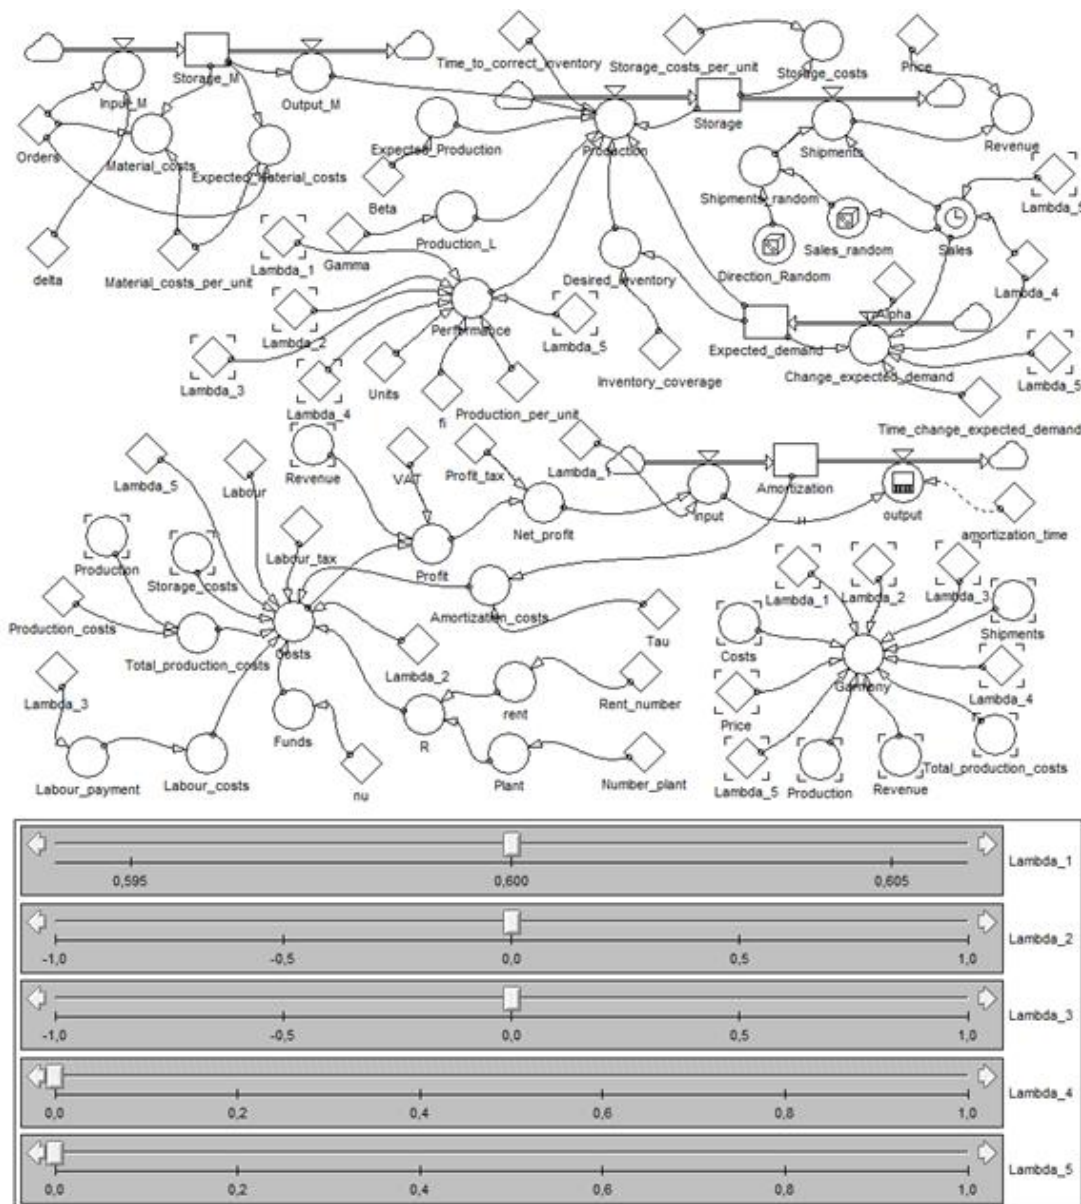 Input_M
Storage_M
Output_M
Time_to_correct_inventory
Storage_costs_per_unit
Storage_costs
Price
Orders
Material_costs
Expected_Material_costs
Expected_Production
Production
Storage
Shipments
Revenue
delta
Material_costs_per_unit
Beta
Production_L
Gamma
Lambda_1
Desired_Inventory
Shipments_random
Sales_random
Direction_Random
Sales
Lambda_5
Lambda_4
Alpha
Lambda_2
Lambda_3
Performance
Lambda_5
Lambda_4
Units
fi
Production_per_unit
Inventory_coverage
Expected_demand
Change_expected_demand
Lambda_5
Time_change_expected_demand
Lambda_5
Labour
Revenue
VAT
Profit_tax
Lambda_1
Amortization
Input
output
Net_profit
amortization_time
Production
Storage_costs
Labour_tax
Profit
Amortization_costs
Tau
Production_costs
Total_production_costs
Costs
Lambda_2
Lambda_3
Funds
R
rent
Rent_number
Labour_payment
Labour_costs
nu
Plant
Number_plant
Lambda_1
Lambda_2
Lambda_3
Costs
Shipments
Garmony
Price
Lambda_4
Lambda_5
Production
Revenue
Total_production_costs
0,595 0,600 0,605 Lambda_1
-1,0 -0,5 0,0 0,5 1,0 Lambda_2
-1,0 -0,5 0,0 0,5 1,0 Lambda_3
0,0 0,2 0,4 0,6 0,8 1,0 Lambda_4
0,0 0,2 0,4 0,6 0,8 1,0 Lambda_5